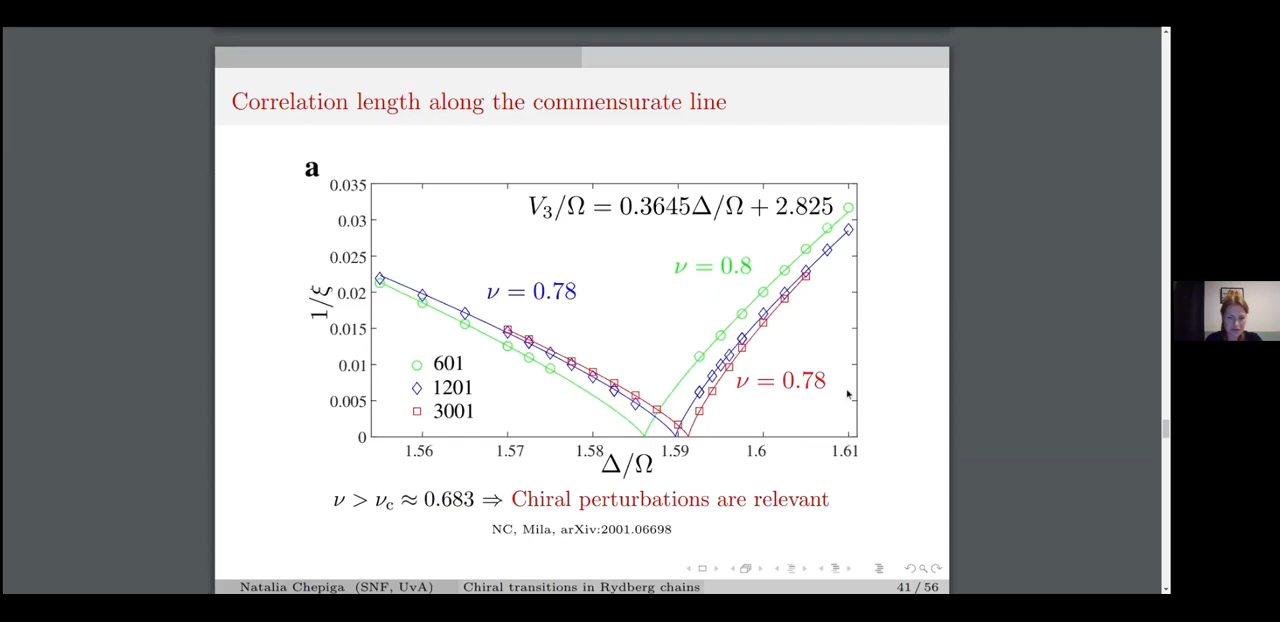 Correlation length along the commensurate line
a
0.035
0.03
0.025
0.02
0.015
0.01
0.005
0
1/ξ
V₃/Ω = 0.3645Δ/Ω + 2.825
ν = 0.8
ν = 0.78
ν = 0.78
601
1201
3001
1.56 1.57 1.58 1.59 1.6 1.61
Δ/Ω
ν > νc ≈ 0.683 ⇒ Chiral perturbations are relevant
NC, Mila, arXiv:2001.06698
Natalia Chepiga (SNF, UvA) Chiral transitions in Rydberg chains 41 / 56